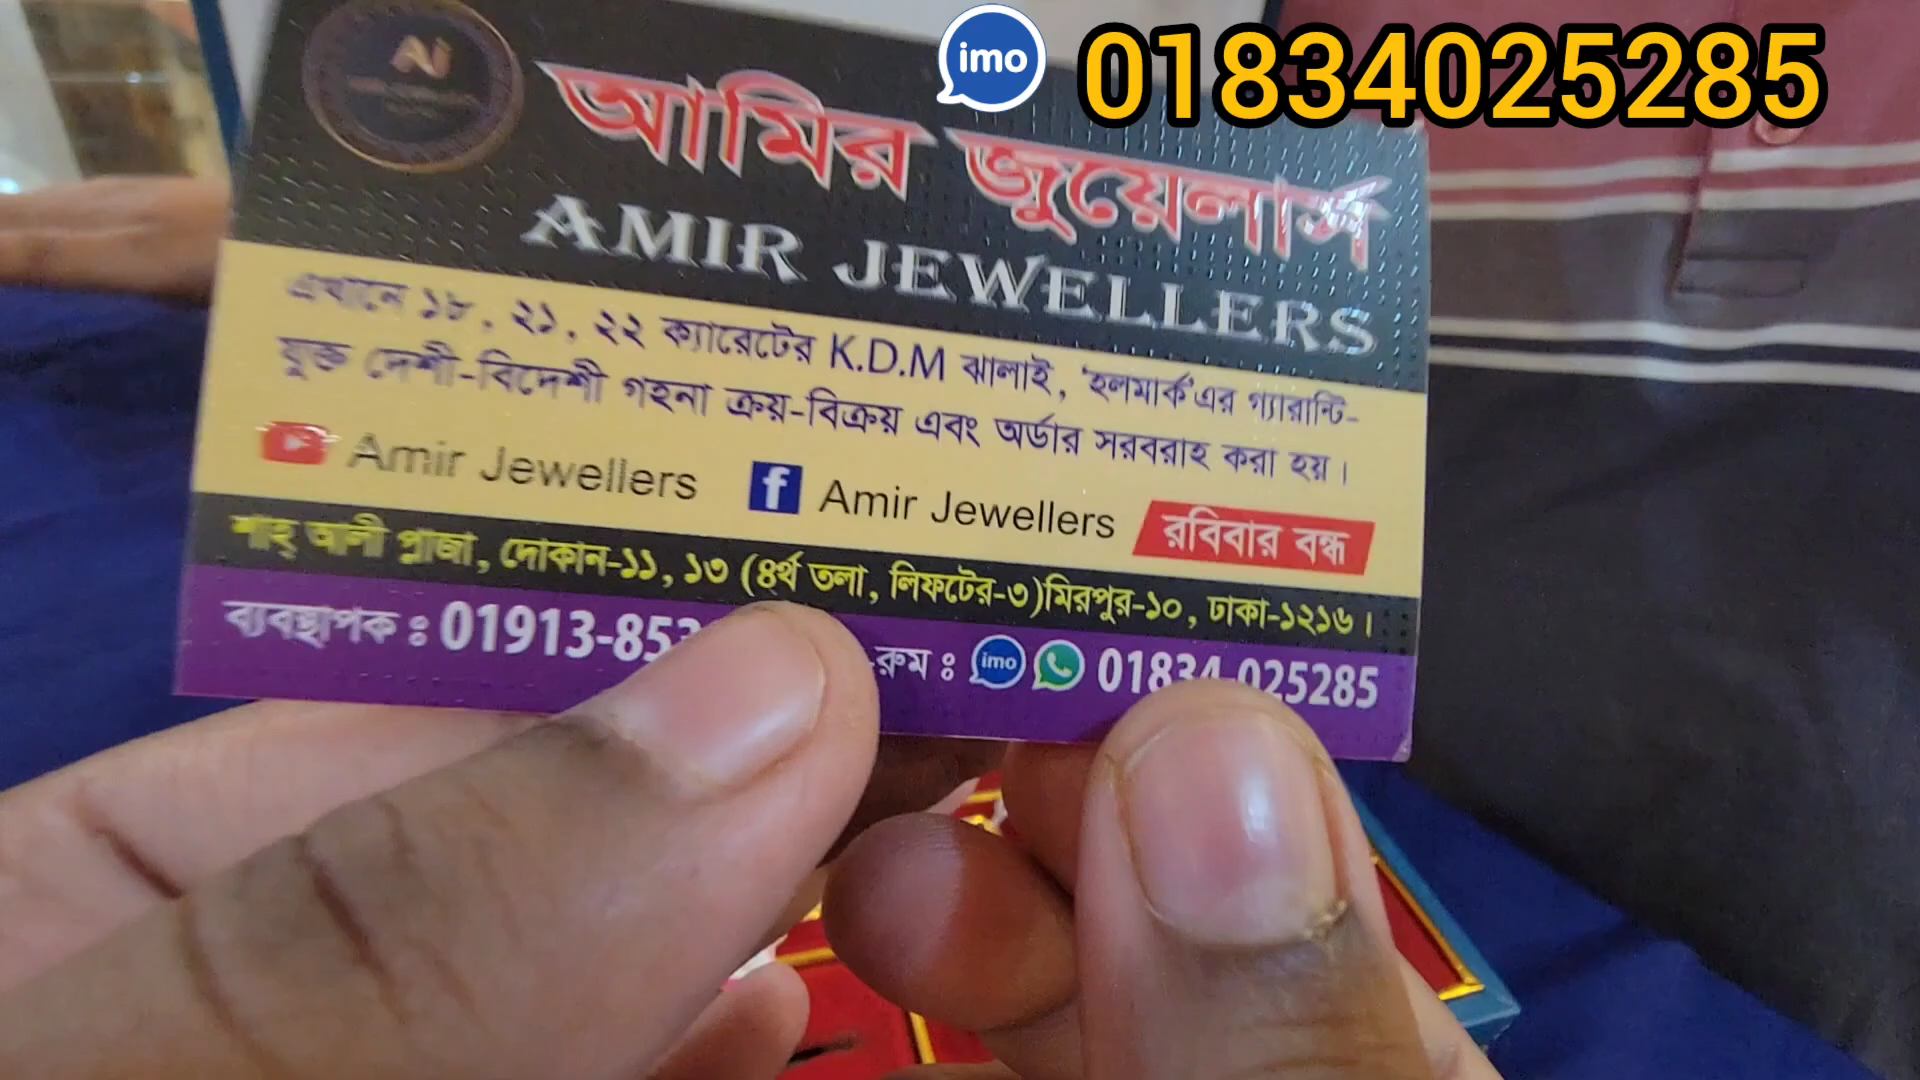 imo 01834025285
আমির জুয়েলার্স
AMIR JEWELLERS
এখানে ১৮, ২১, ২২ ক্যারেটের K.D.M ঝালাই, 'হলমার্ক'এর গ্যারান্টি-
যুক্ত দেশী-বিদেশী গহনা ক্রয়-বিক্রয় এবং অর্ডার সরবরাহ করা হয়।
Amir Jewellers f Amir Jewellers রবিবার বন্ধ
শাহ্ আলী প্লাজা, দোকান-১১, ১৩ (৪র্থ তলা, লিফটের-৩)মিরপুর-১০, ঢাকা-১২১৬।
ব্যবস্থাপক : 01913-85 রুম : imo 01834-025285